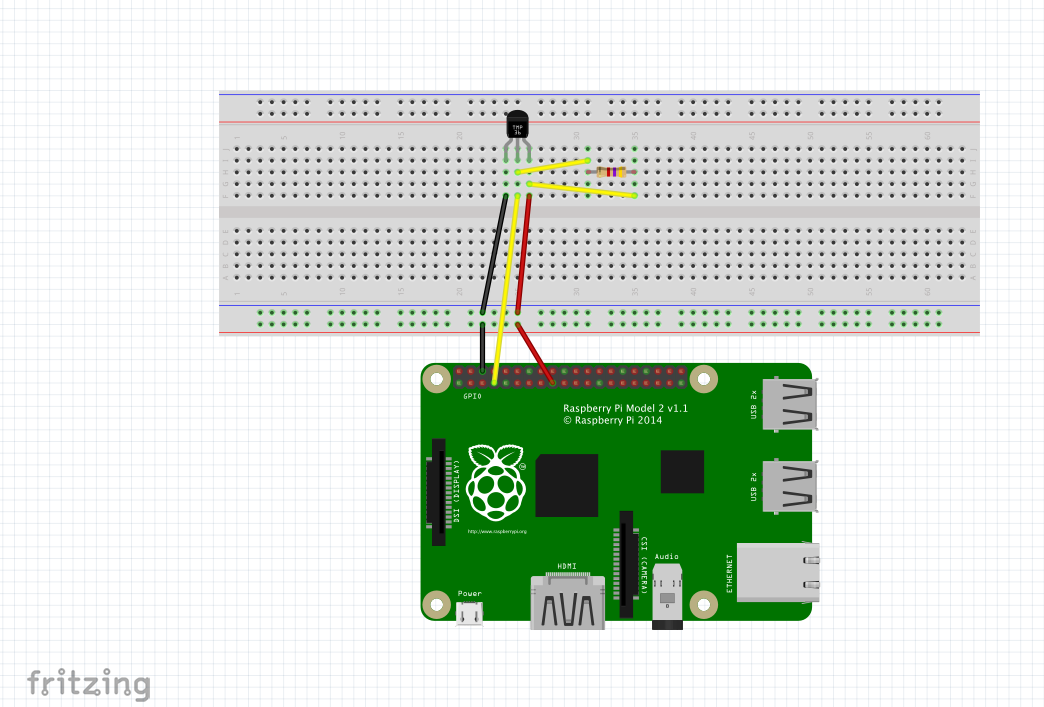 1 5 10 15 20 25 30 35 40 45 50 55 60
J
I
H
G
F
TMP
36
E
D
C
B
A
1 5 10 15 20 25 30 35 40 45 50 55 60
GPIO
Raspberry Pi Model 2 v1.1
© Raspberry Pi 2014
USB 2x
DSI (DISPLAY)
TM
http://www.raspberrypi.org
USB 2x
CSI (CAMERA)
HDMI
Audio
ETHERNET
Power
fritzing